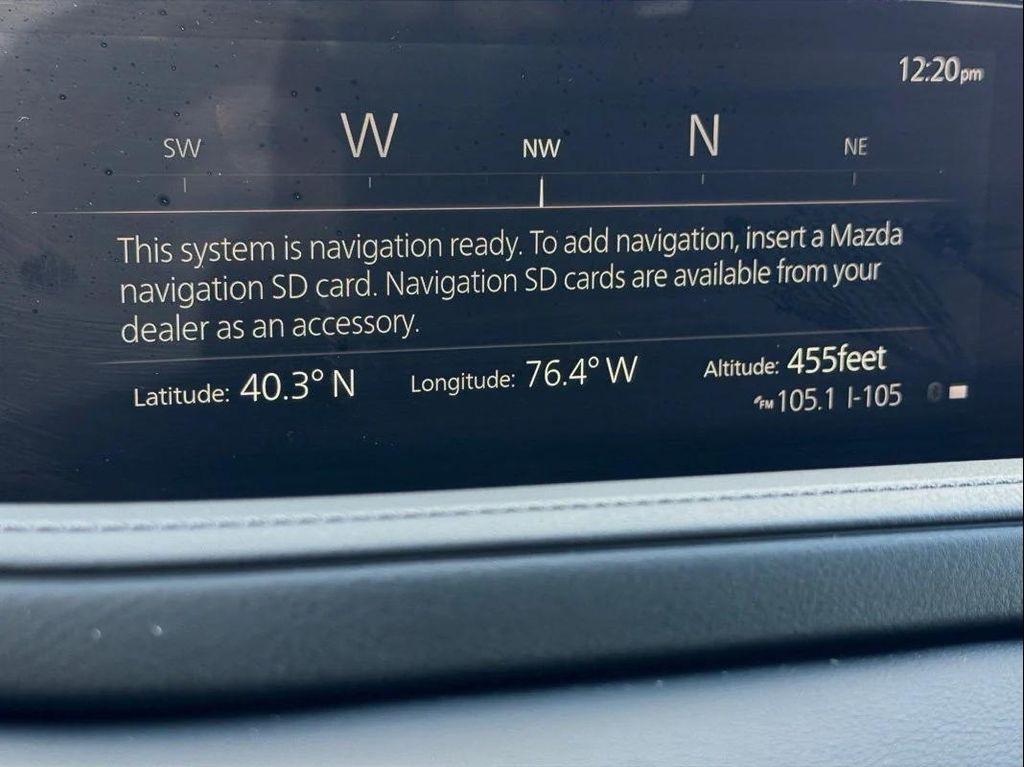 12:20pm
SW W NW N NE
This system is navigation ready. To add navigation, insert a Mazda
navigation SD card. Navigation SD cards are available from your
dealer as an accessory.
Latitude: 40.3° N Longitude: 76.4° W Altitude: 455feet
FM 105.1 I-105